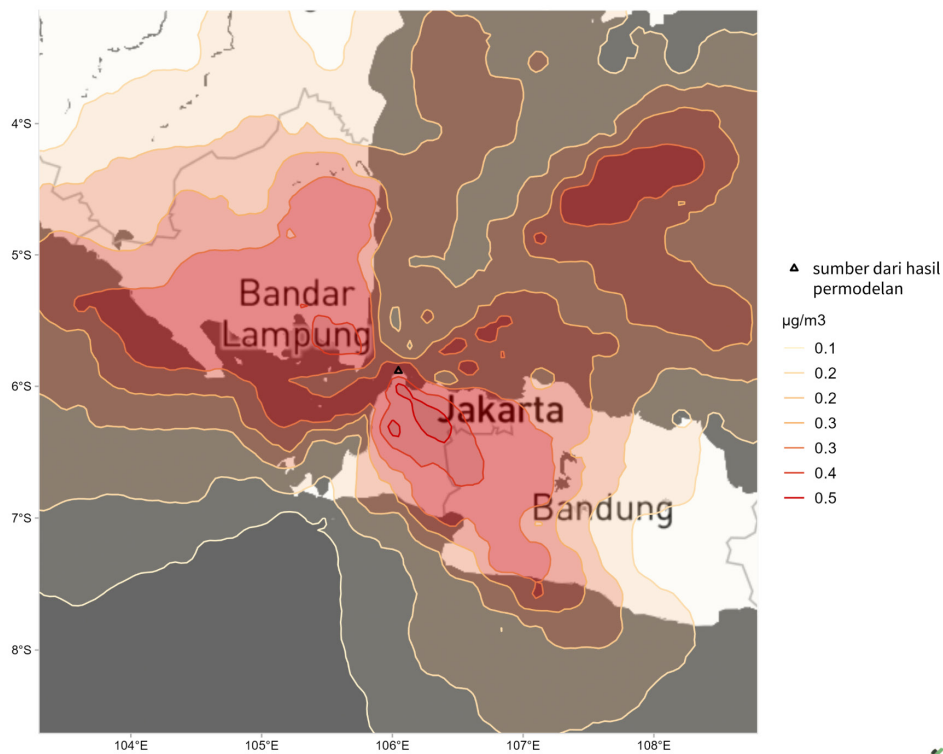 4°S
5°S
6°S
7°S
8°S
104°E
105°E
106°E
107°E
108°E
Bandar
Lampung
Jakarta
Bandung
sumber dari hasil
permodelan
µg/m3
0.1
0.2
0.2
0.3
0.3
0.4
0.5